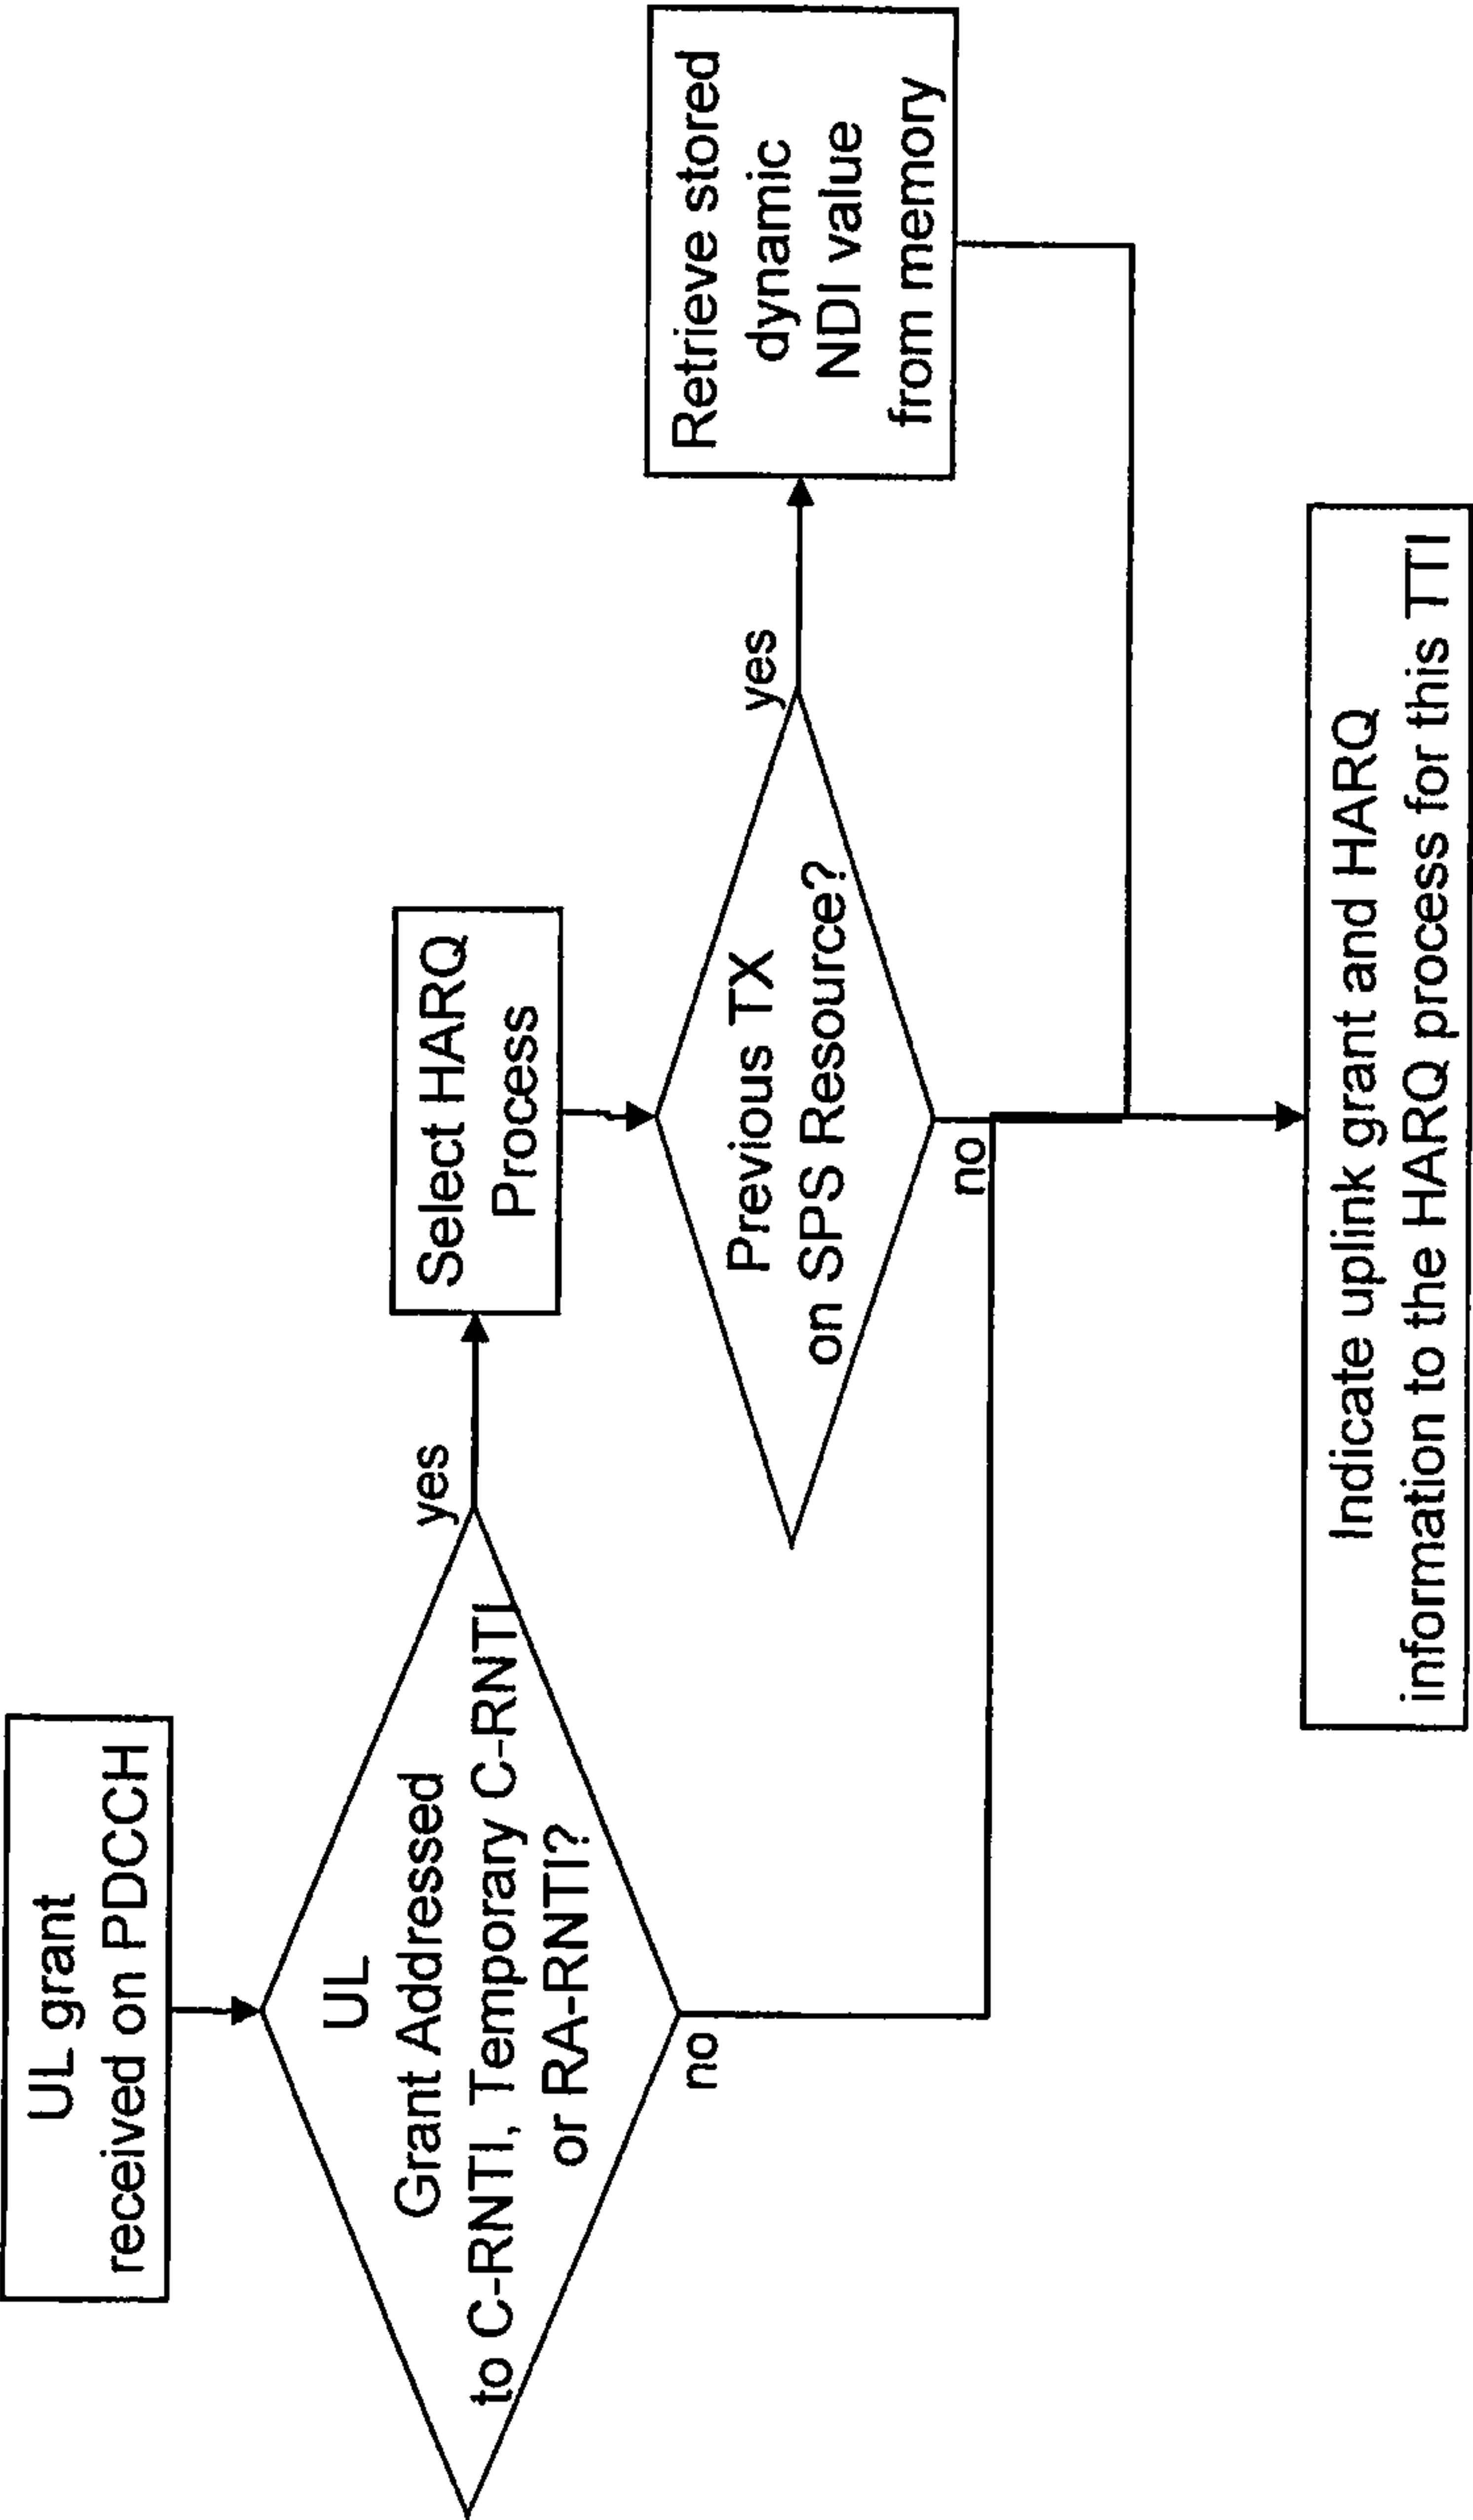 UL grant
received on PDCCH
UL
Grant Addressed
to C-RNTI, Temporary C-RNTI
or RA-RNTI?
yes
no
Select HARQ
Process
Previous TX
on SPS Resource?
yes
no
Retrieve stored
dynamic
NDI value
from memory
Indicate uplink grant and HARQ
information to the HARQ process for this TTI